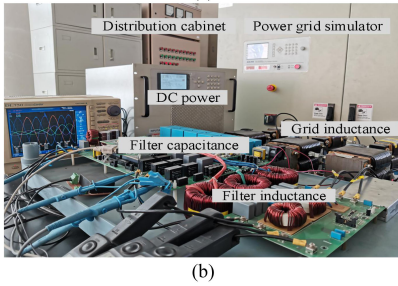 Distribution cabinet
Power grid simulator
DC power
Grid inductance
Filter capacitance
Filter inductance
(b)